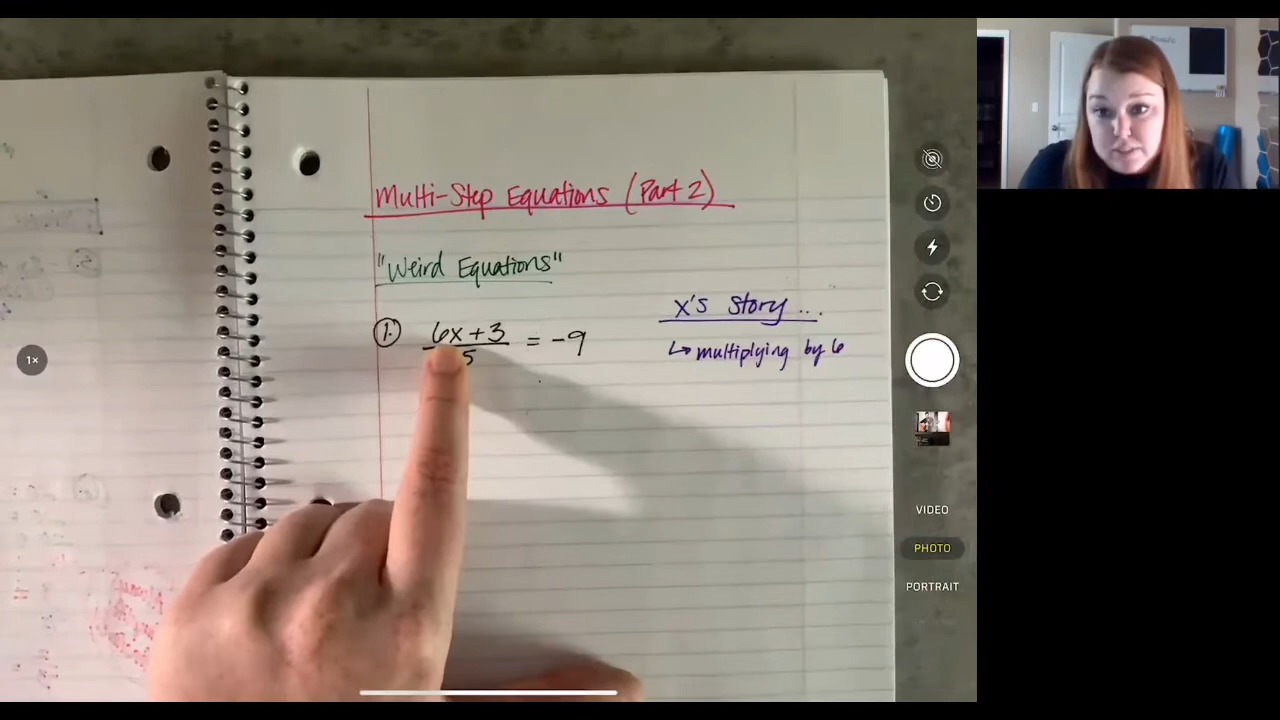 Multi-Step Equations (Part 2)
"Weird Equations"
x's story...
1. 6x+3 = -9
5
↳ multiplying by 6
1×
VIDEO
PHOTO
PORTRAIT